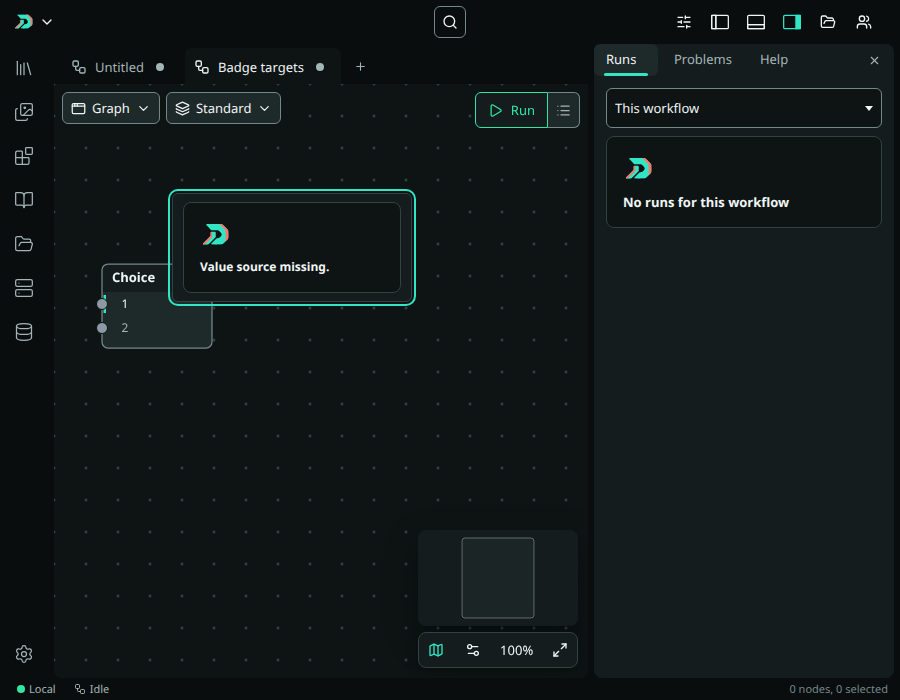 Untitled
Badge targets
Graph
Standard
Run
Choice
1
2
Value source missing.
100%
Runs
Problems
Help
This workflow
No runs for this workflow
Local
Idle
0 nodes, 0 selected